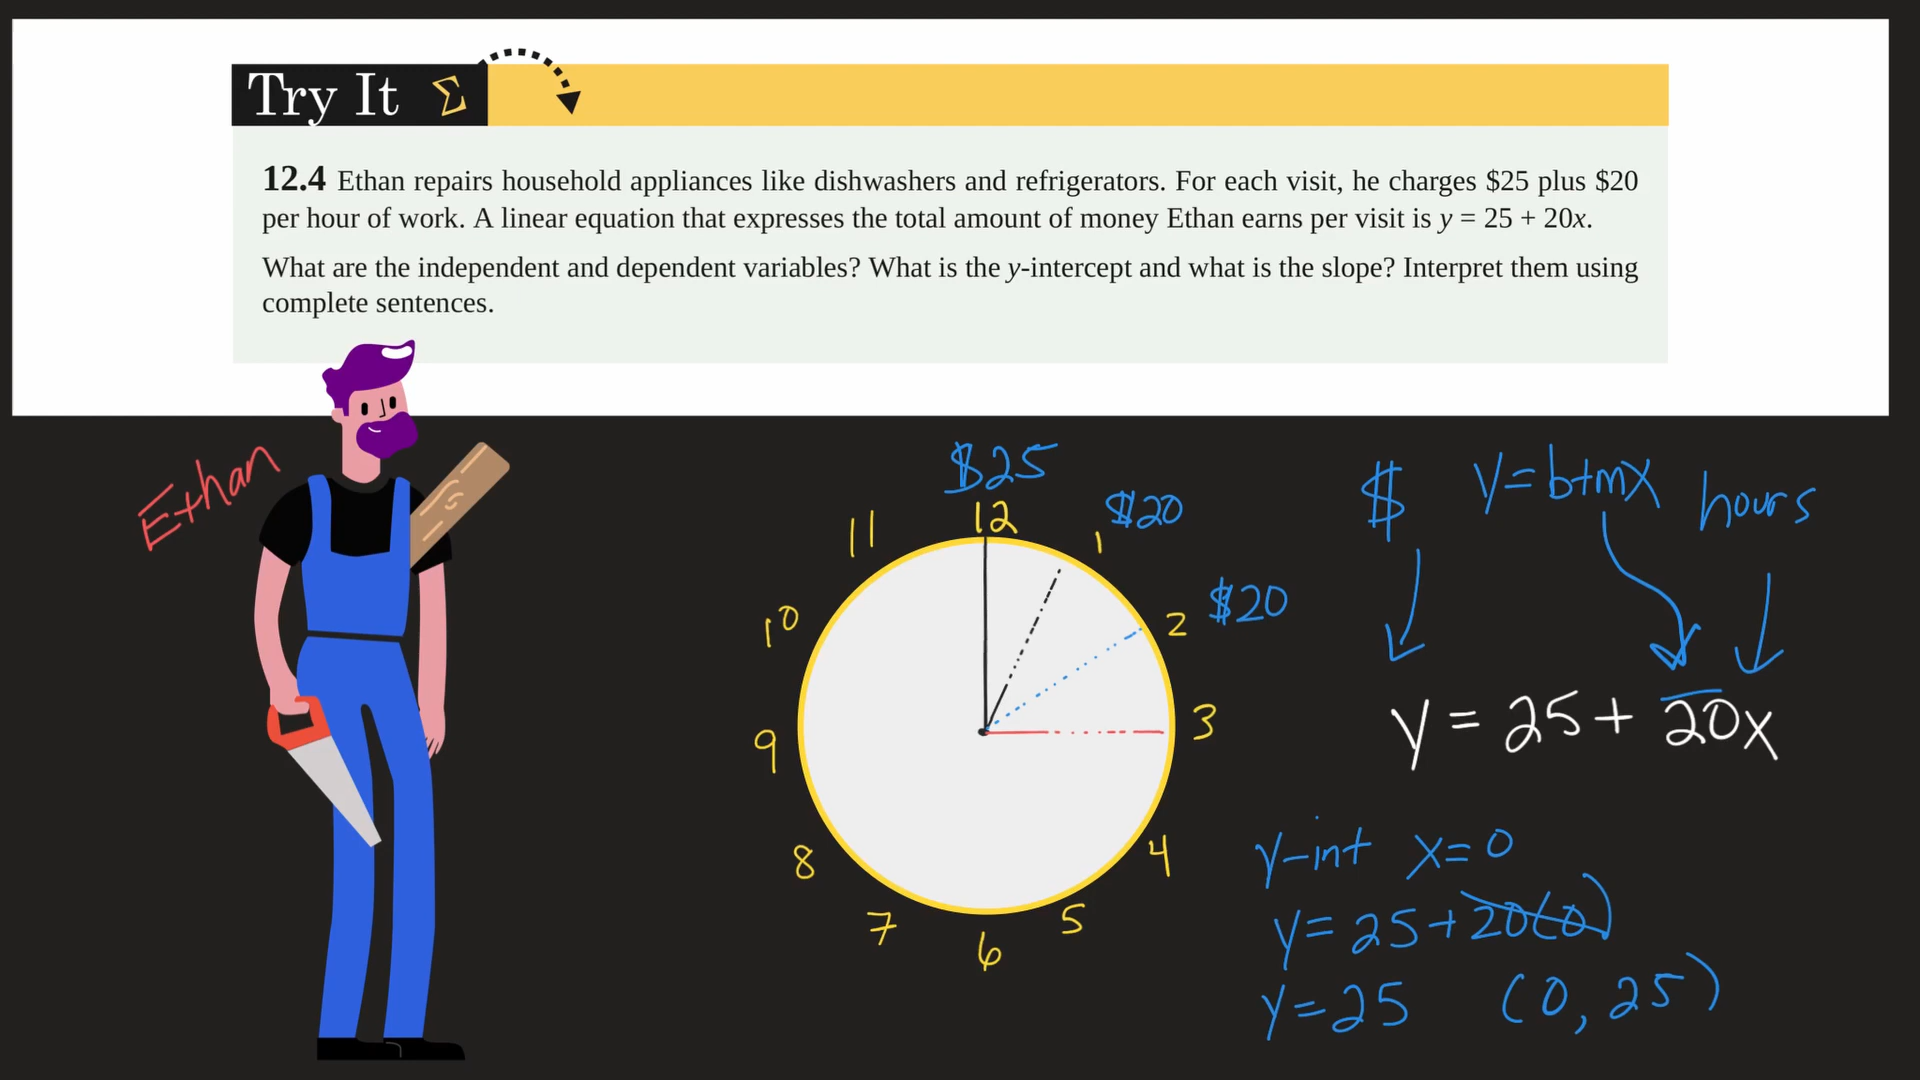 Try It Σ
12.4 Ethan repairs household appliances like dishwashers and refrigerators. For each visit, he charges $25 plus $20
per hour of work. A linear equation that expresses the total amount of money Ethan earns per visit is y = 25 + 20x.
What are the independent and dependent variables? What is the y-intercept and what is the slope? Interpret them using
complete sentences.
Ethan
$25
$20
$20
12
1
2
3
4
5
6
7
8
9
10
11
$
y=b+mx
hours
y = 25 + 20x
y-int x=0
y=25+20(0)
y=25 (0, 25)